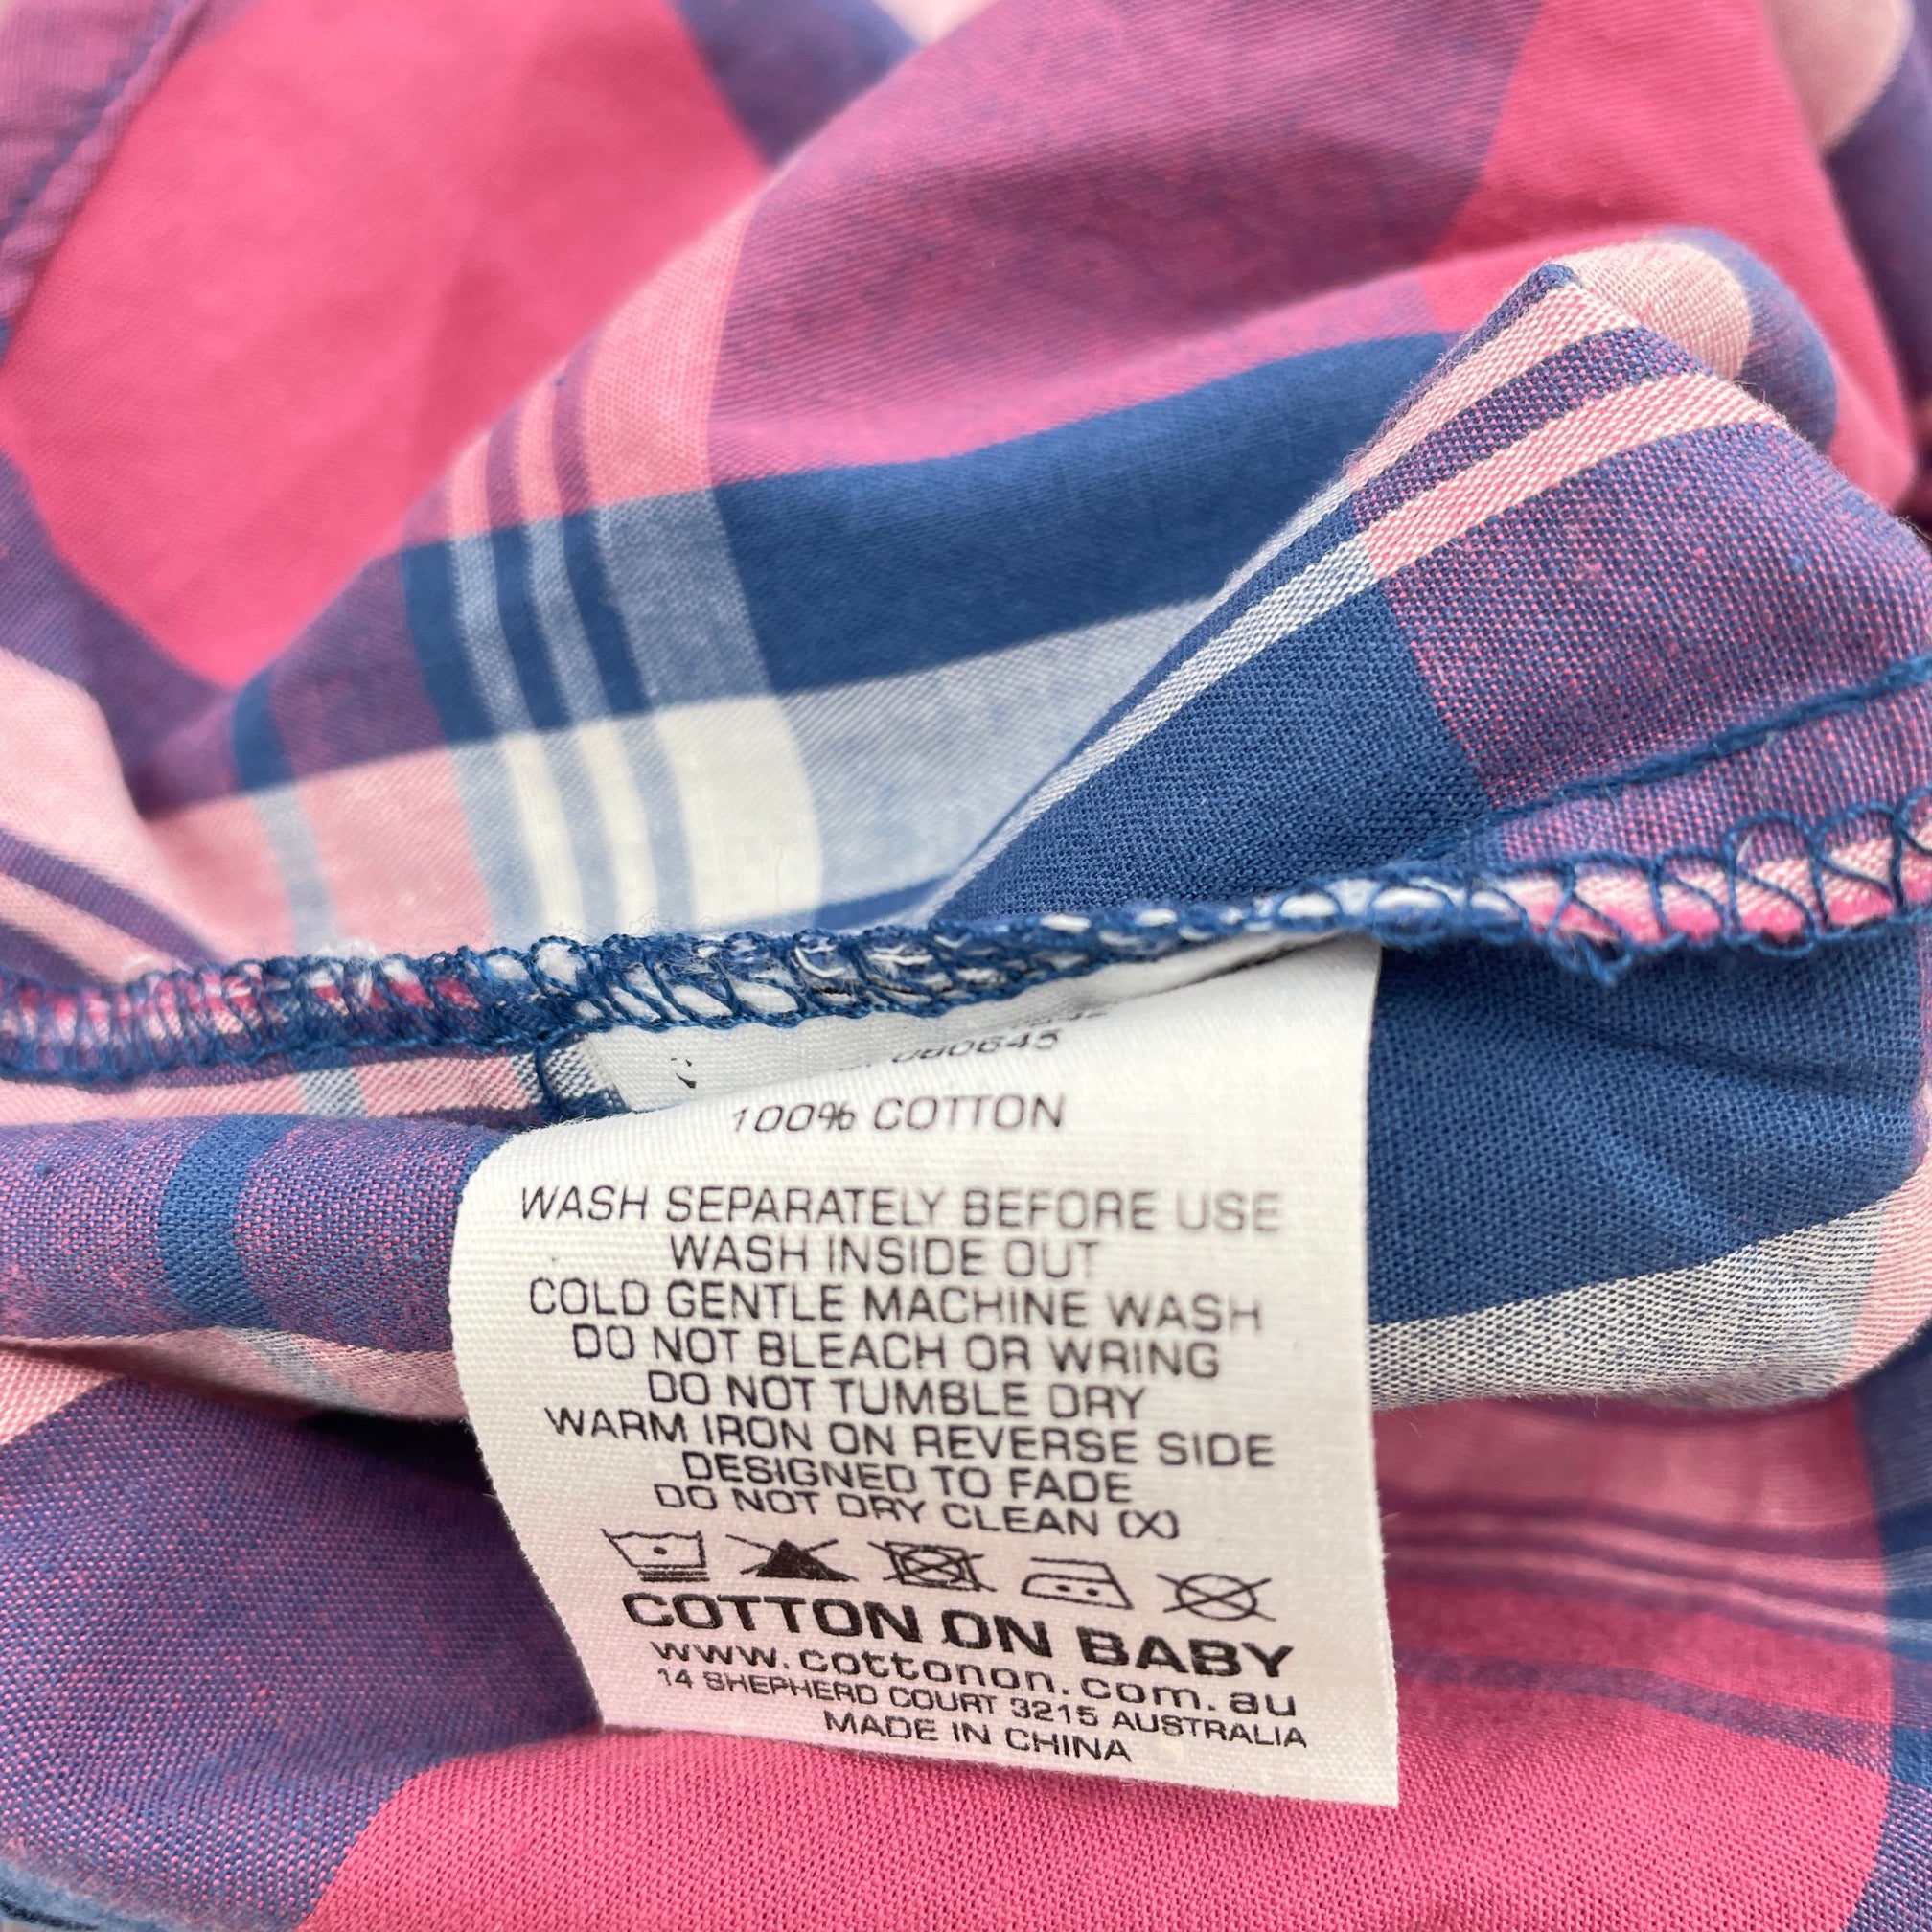 100% COTTON
WASH SEPARATELY BEFORE USE
WASH INSIDE OUT
COLD GENTLE MACHINE WASH
DO NOT BLEACH OR WRING
DO NOT TUMBLE DRY
WARM IRON ON REVERSE SIDE
DESIGNED TO FADE
DO NOT DRY CLEAN (X)
COTTON ON BABY
www.cottonon.com.au
14 SHEPHERD COURT 3215 AUSTRALIA
MADE IN CHINA